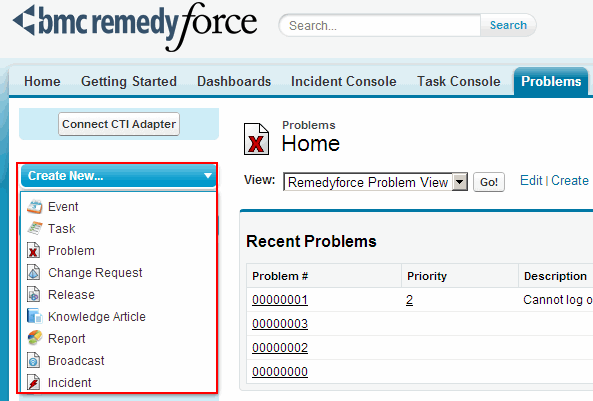 bmc remedyforce
Search... Search
Home Getting Started Dashboards Incident Console Task Console Problems
Connect CTI Adapter
Problems
Home
Create New...
View: Remedyforce Problem View Go! Edit | Create
Event
Task
Problem
Change Request
Release
Knowledge Article
Report
Broadcast
Incident
Recent Problems
Problem # Priority Description
00000001 2 Cannot log o
00000003
00000002
00000000